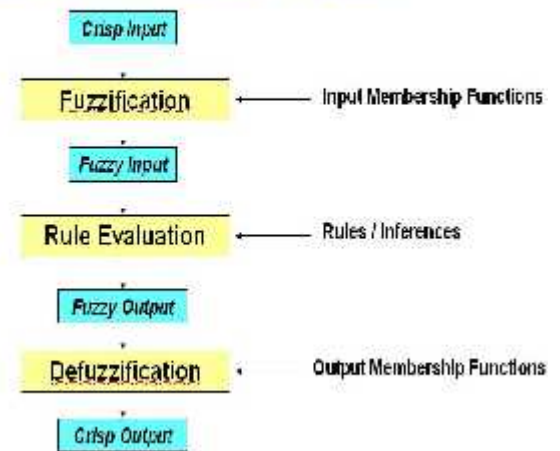 Crisp Input
Fuzzification
Input Membership Functions
Fuzzy Input
Rule Evaluation
Rules / Inferences
Fuzzy Output
Defuzzification
Output Membership Functions
Crisp Output